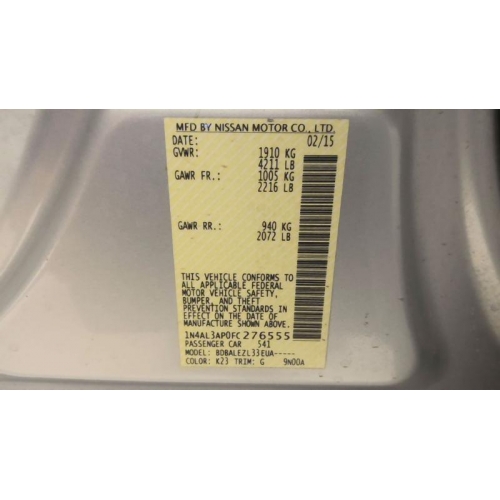 MFD BY NISSAN MOTOR CO., LTD.
DATE: 02/15
GVWR: 1910 KG
4211 LB
GAWR FR.: 1005 KG
2216 LB
GAWR RR.: 940 KG
2072 LB
THIS VEHICLE CONFORMS TO
ALL APPLICABLE FEDERAL
MOTOR VEHICLE SAFETY,
BUMPER, AND THEFT
PREVENTION STANDARDS IN
EFFECT ON THE DATE OF
MANUFACTURE SHOWN ABOVE.
1N4AL3AP0FC276555
PASSENGER CAR 541
MODEL: BDBALEZL33EUA-----
COLOR: K23 TRIM: G 9N00A